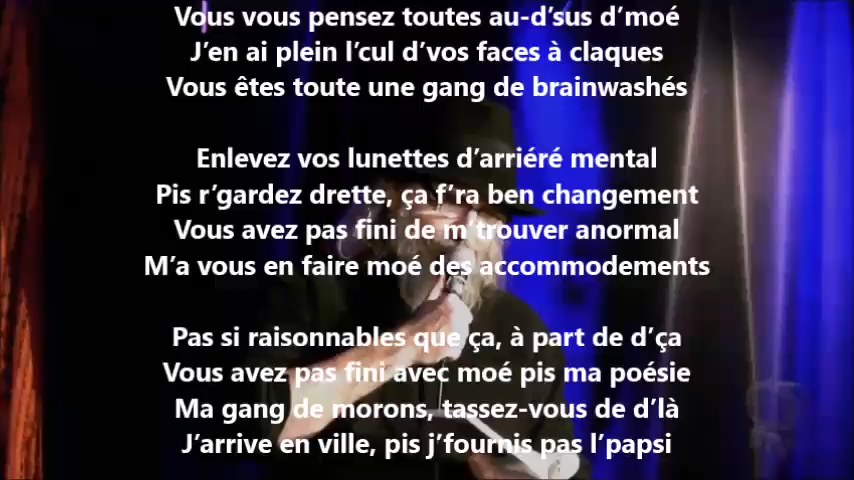 Vous vous pensez toutes au-d'sus d'moé
J'en ai plein l'cul d'vos faces à claques
Vous êtes toute une gang de brainwashés
Enlevez vos lunettes d'arriéré mental
Pis r'gardez drette, ça f'ra ben changement
Vous avez pas fini de m'trouver anormal
M'a vous en faire moé des accommodements
Pas si raisonnables que ça, à part de d'ça
Vous avez pas fini avec moé pis ma poésie
Ma gang de morons, tassez-vous de d'là
J'arrive en ville, pis j'fournis pas l'papsi